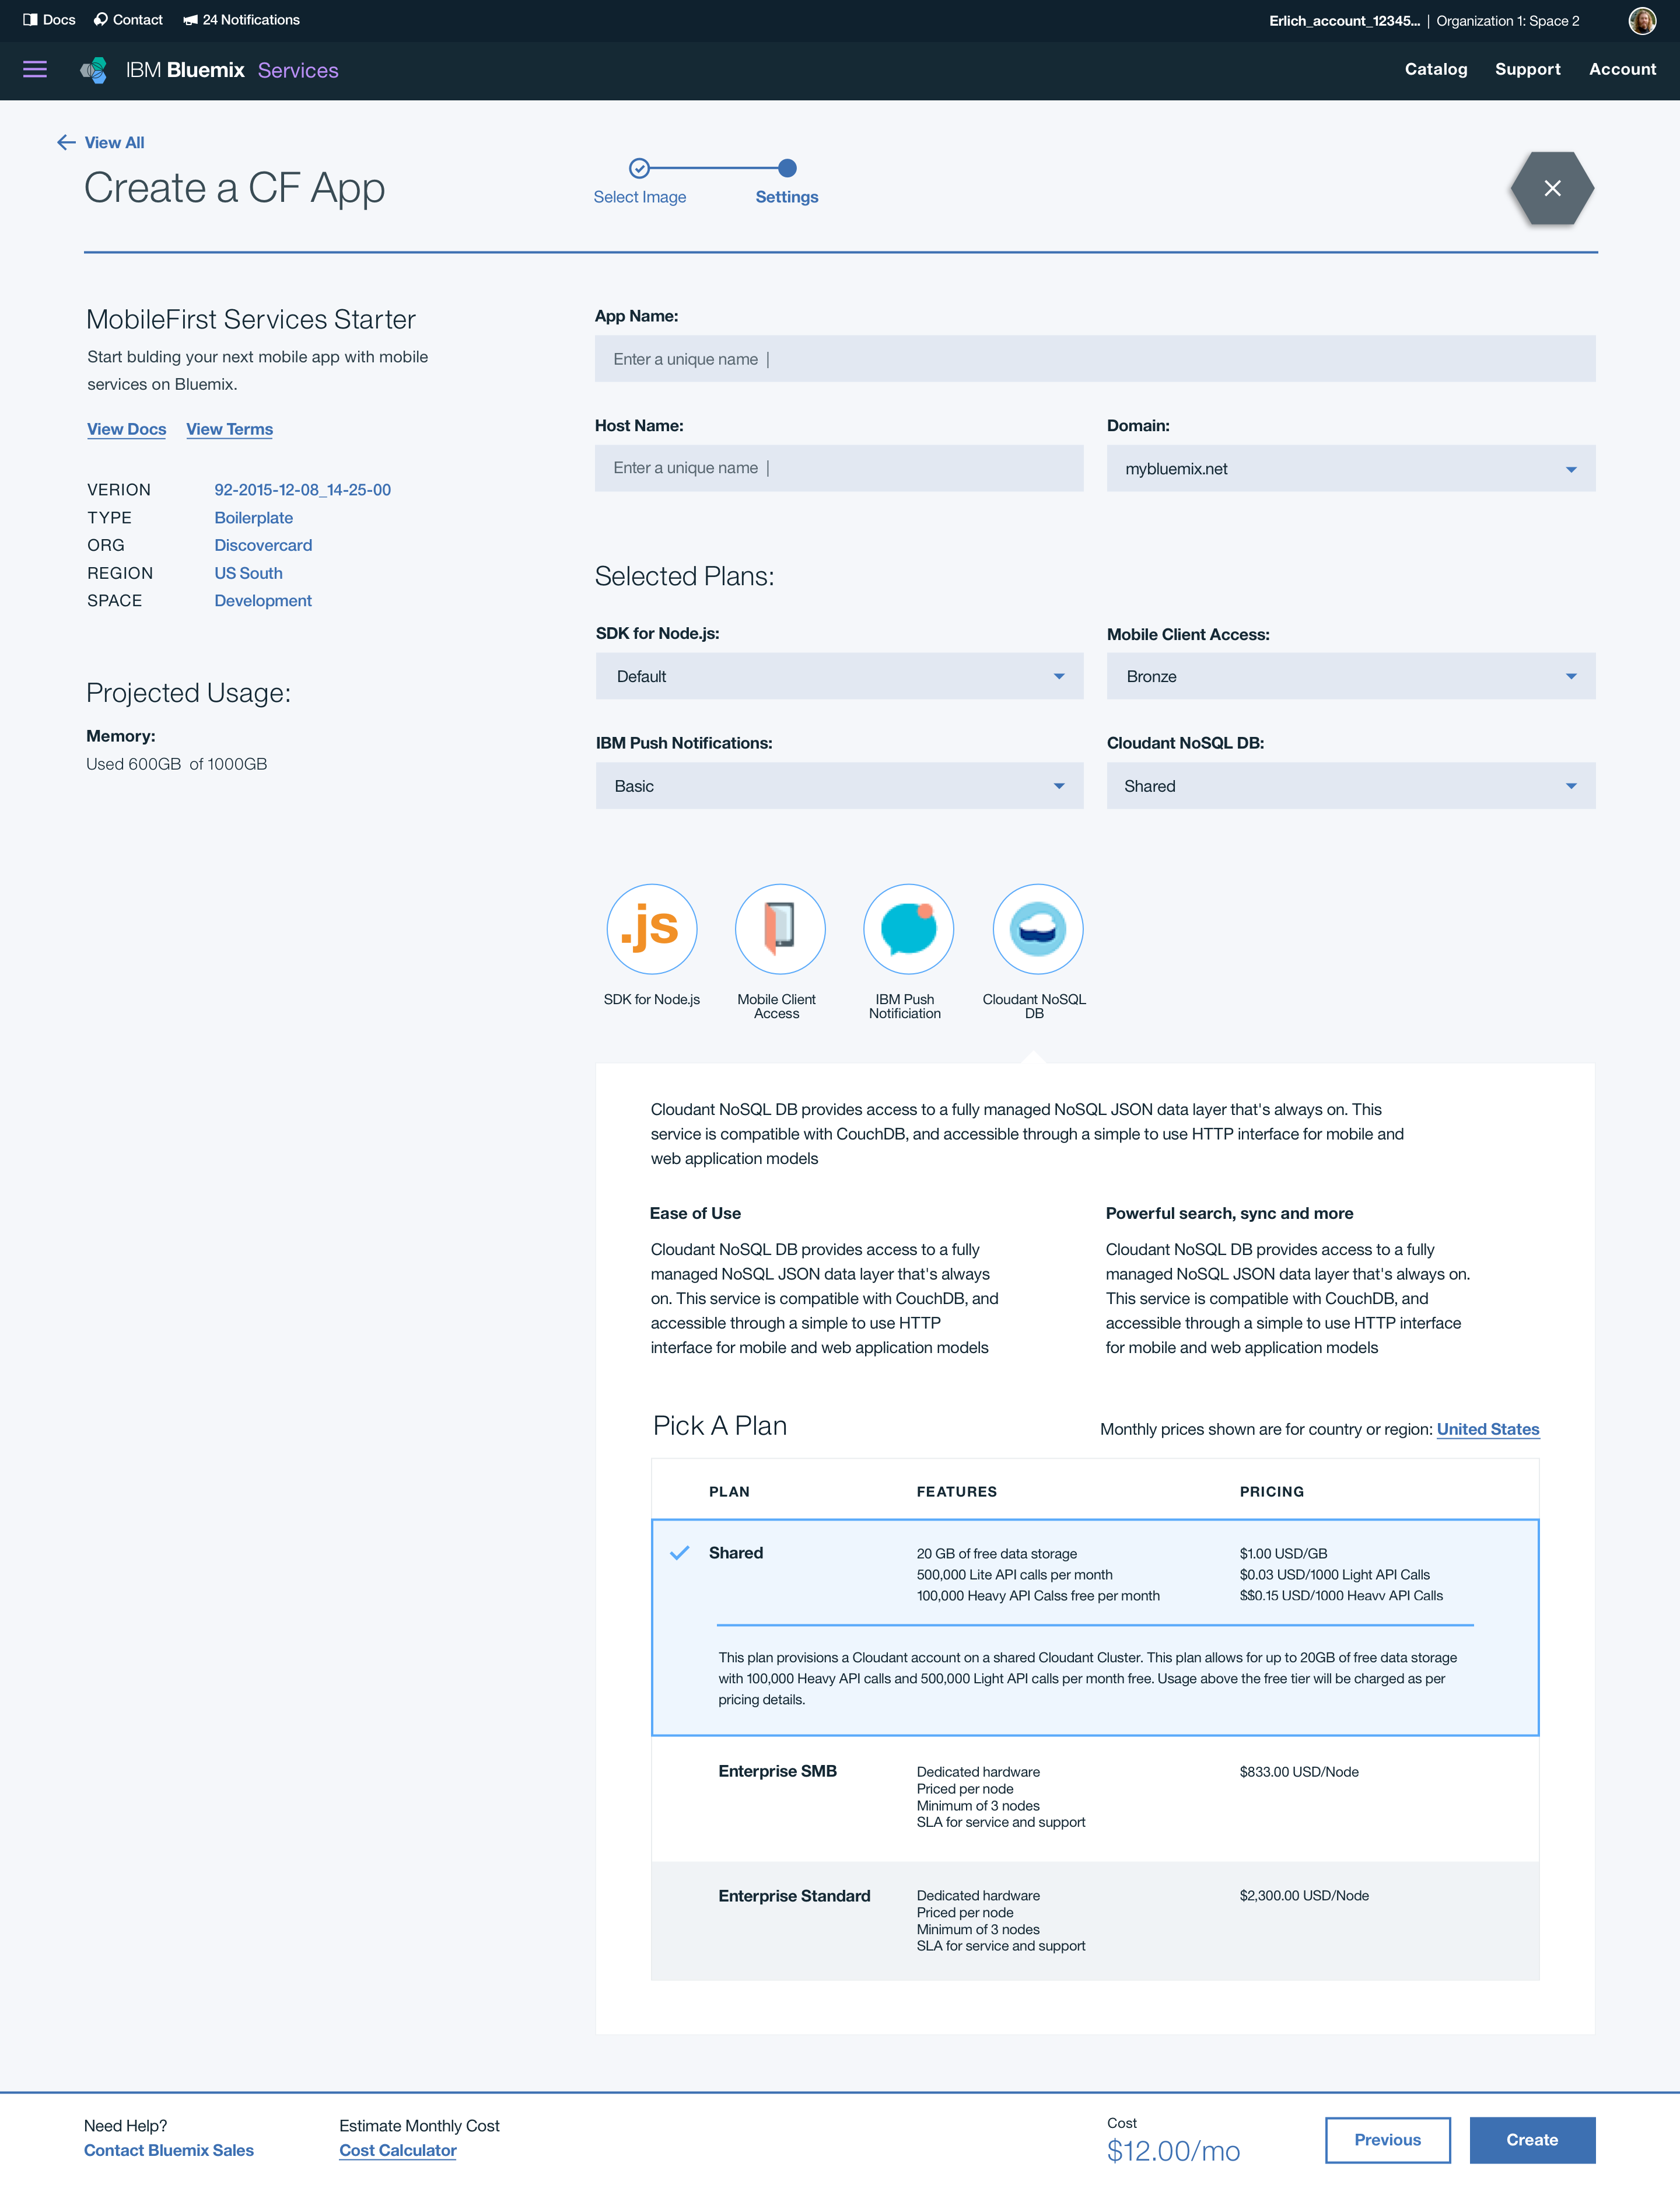 Docs Contact 24 Notifications Erlich_account_12345... | Organization 1: Space 2
IBM Bluemix Services Catalog Support Account
View All
Create a CF App
Select Image Settings
MobileFirst Services Starter
Start bulding your next mobile app with mobile
services on Bluemix.
View Docs View Terms
VERION 92-2015-12-08_14-25-00
TYPE Boilerplate
ORG Discovercard
REGION US South
SPACE Development
Projected Usage:
Memory:
Used 600GB of 1000GB
App Name:
Enter a unique name |
Host Name: Domain:
Enter a unique name | mybluemix.net
Selected Plans:
SDK for Node.js: Mobile Client Access:
Default Bronze
IBM Push Notifications: Cloudant NoSQL DB:
Basic Shared
.js
SDK for Node.js
Mobile Client
Access
IBM Push
Notificiation
Cloudant NoSQL
DB
Cloudant NoSQL DB provides access to a fully managed NoSQL JSON data layer that's always on. This
service is compatible with CouchDB, and accessible through a simple to use HTTP interface for mobile and
web application models
Ease of Use
Cloudant NoSQL DB provides access to a fully
managed NoSQL JSON data layer that's always
on. This service is compatible with CouchDB, and
accessible through a simple to use HTTP
interface for mobile and web application models
Powerful search, sync and more
Cloudant NoSQL DB provides access to a fully
managed NoSQL JSON data layer that's always on.
This service is compatible with CouchDB, and
accessible through a simple to use HTTP interface
for mobile and web application models
Pick A Plan Monthly prices shown are for country or region: United States
PLAN FEATURES PRICING
Shared 20 GB of free data storage $1.00 USD/GB
500,000 Lite API calls per month $0.03 USD/1000 Light API Calls
100,000 Heavy API Calss free per month $$0.15 USD/1000 Heavy API Calls
This plan provisions a Cloudant account on a shared Cloudant Cluster. This plan allows for up to 20GB of free data storage
with 100,000 Heavy API calls and 500,000 Light API calls per month free. Usage above the free tier will be charged as per
pricing details.
Enterprise SMB Dedicated hardware $833.00 USD/Node
Priced per node
Minimum of 3 nodes
SLA for service and support
Enterprise Standard Dedicated hardware $2,300.00 USD/Node
Priced per node
Minimum of 3 nodes
SLA for service and support
Need Help? Estimate Monthly Cost Cost
Contact Bluemix Sales Cost Calculator $12.00/mo Previous Create